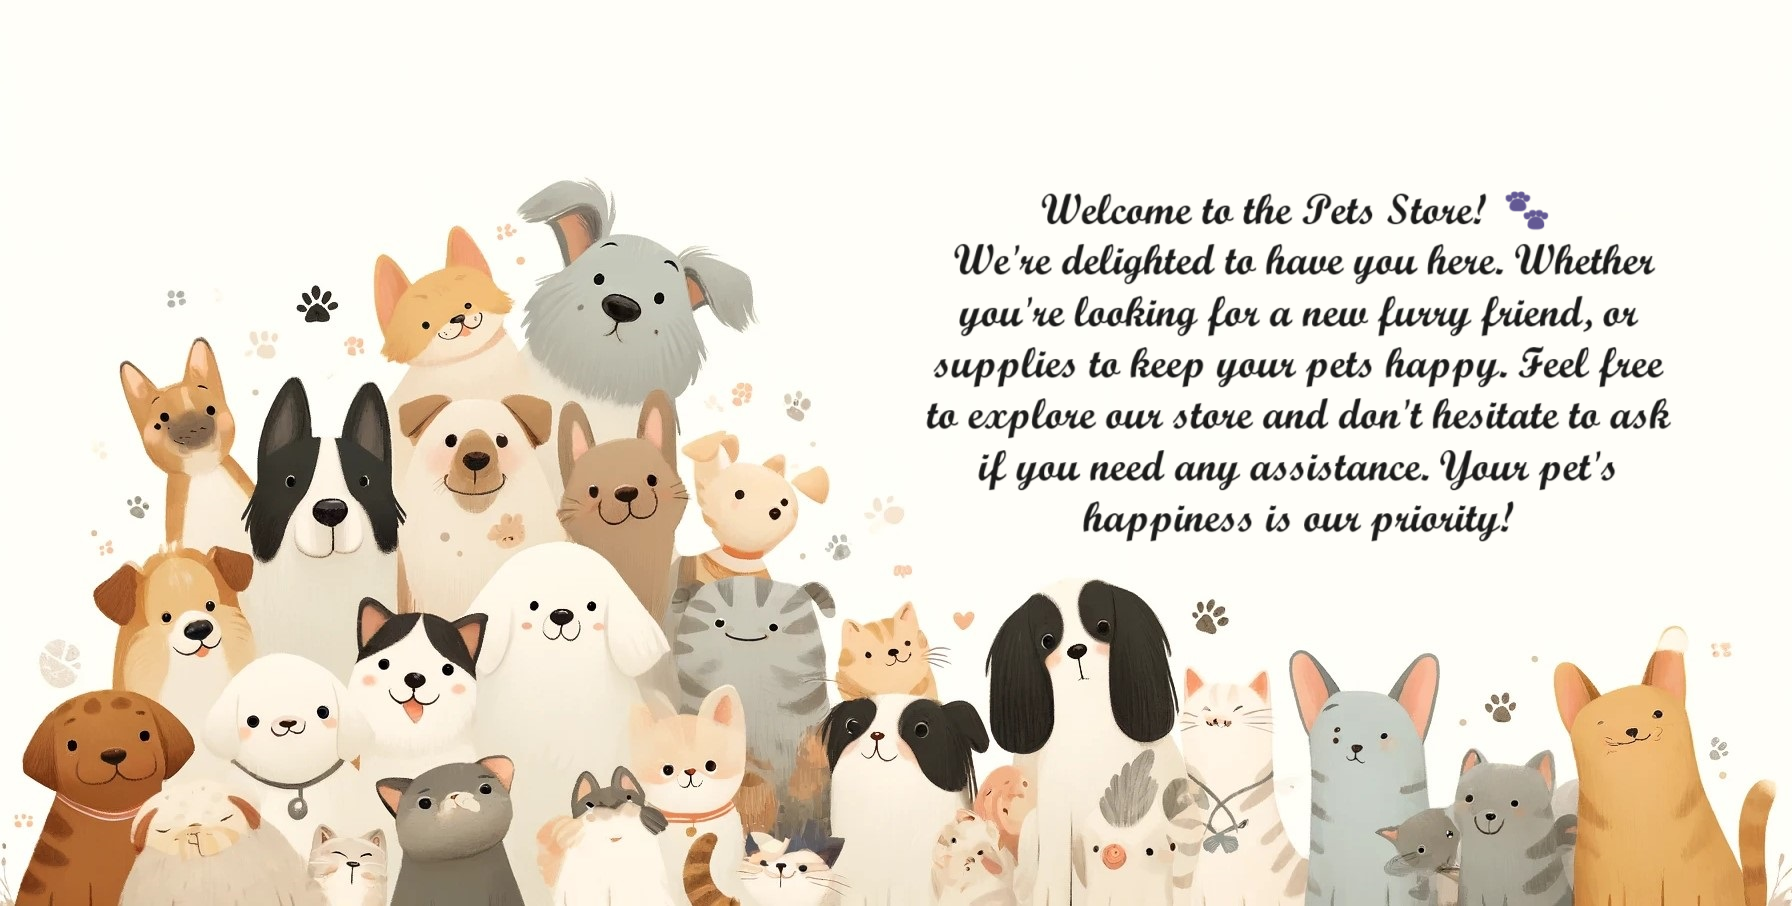 Welcome to the Pets Store! 🐾
We're delighted to have you here. Whether
you're looking for a new furry friend, or
supplies to keep your pets happy. Feel free
to explore our store and don't hesitate to ask
if you need any assistance. Your pet's
happiness is our priority!